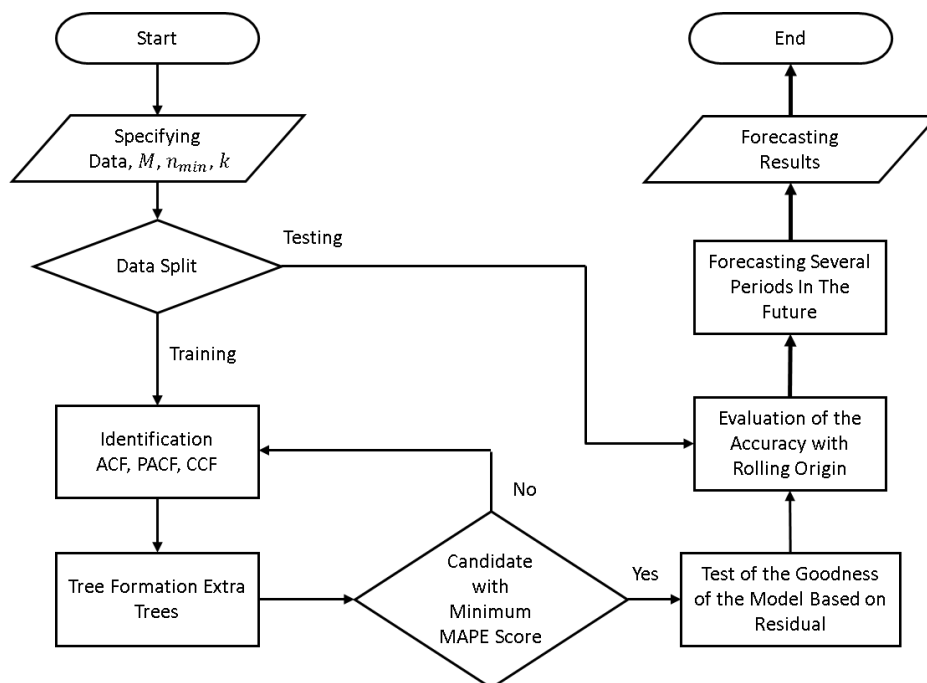 Start
Specifying
Data, M, n_min, k
Data Split
Testing
Training
Identification
ACF, PACF, CCF
Tree Formation Extra
Trees
No
Candidate
with
Minimum
MAPE Score
Yes
Test of the Goodness
of the Model Based on
Residual
Evaluation of the
Accuracy with
Rolling Origin
Forecasting Several
Periods In The
Future
Forecasting
Results
End